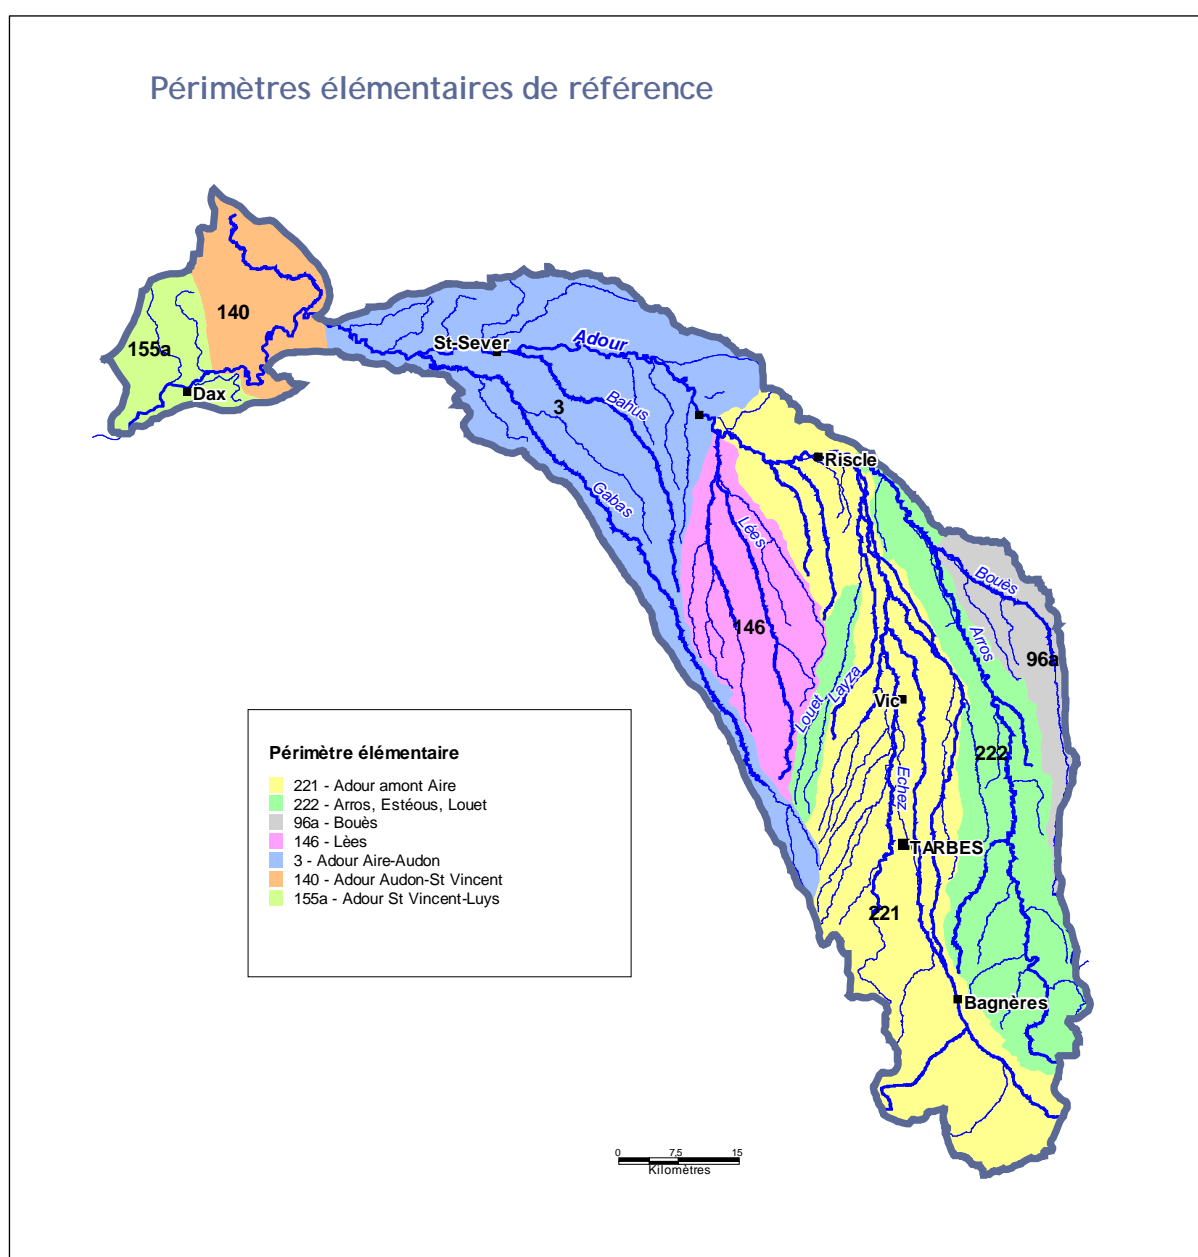 Périmètres élémentaires de référence
140
155a
Dax
St-Sever
Adour
3
Bahus
Gabas
Riscle
Lées
Bouès
146
Arros
96a
Louet
Layza
Vic
222
Echez
TARBES
221
Bagnères
Périmètre élémentaire
221 - Adour amont Aire
222 - Arros, Estéous, Louet
96a - Bouès
146 - Lèes
3 - Adour Aire-Audon
140 - Adour Audon-St Vincent
155a - Adour St Vincent-Luys
0 7,5 15
Kilomètres